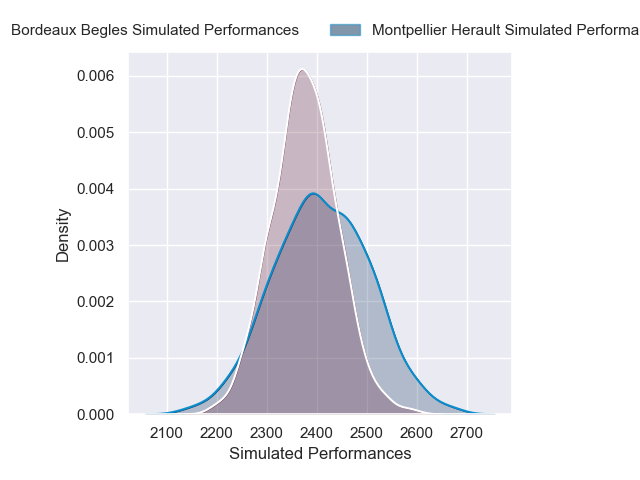 Bordeaux Begles Simulated Performances Montpellier Herault Simulated Performa
0.006
0.005
0.004
0.003
0.002
0.001
0.000
Density
2100 2200 2300 2400 2500 2600 2700
Simulated Performances